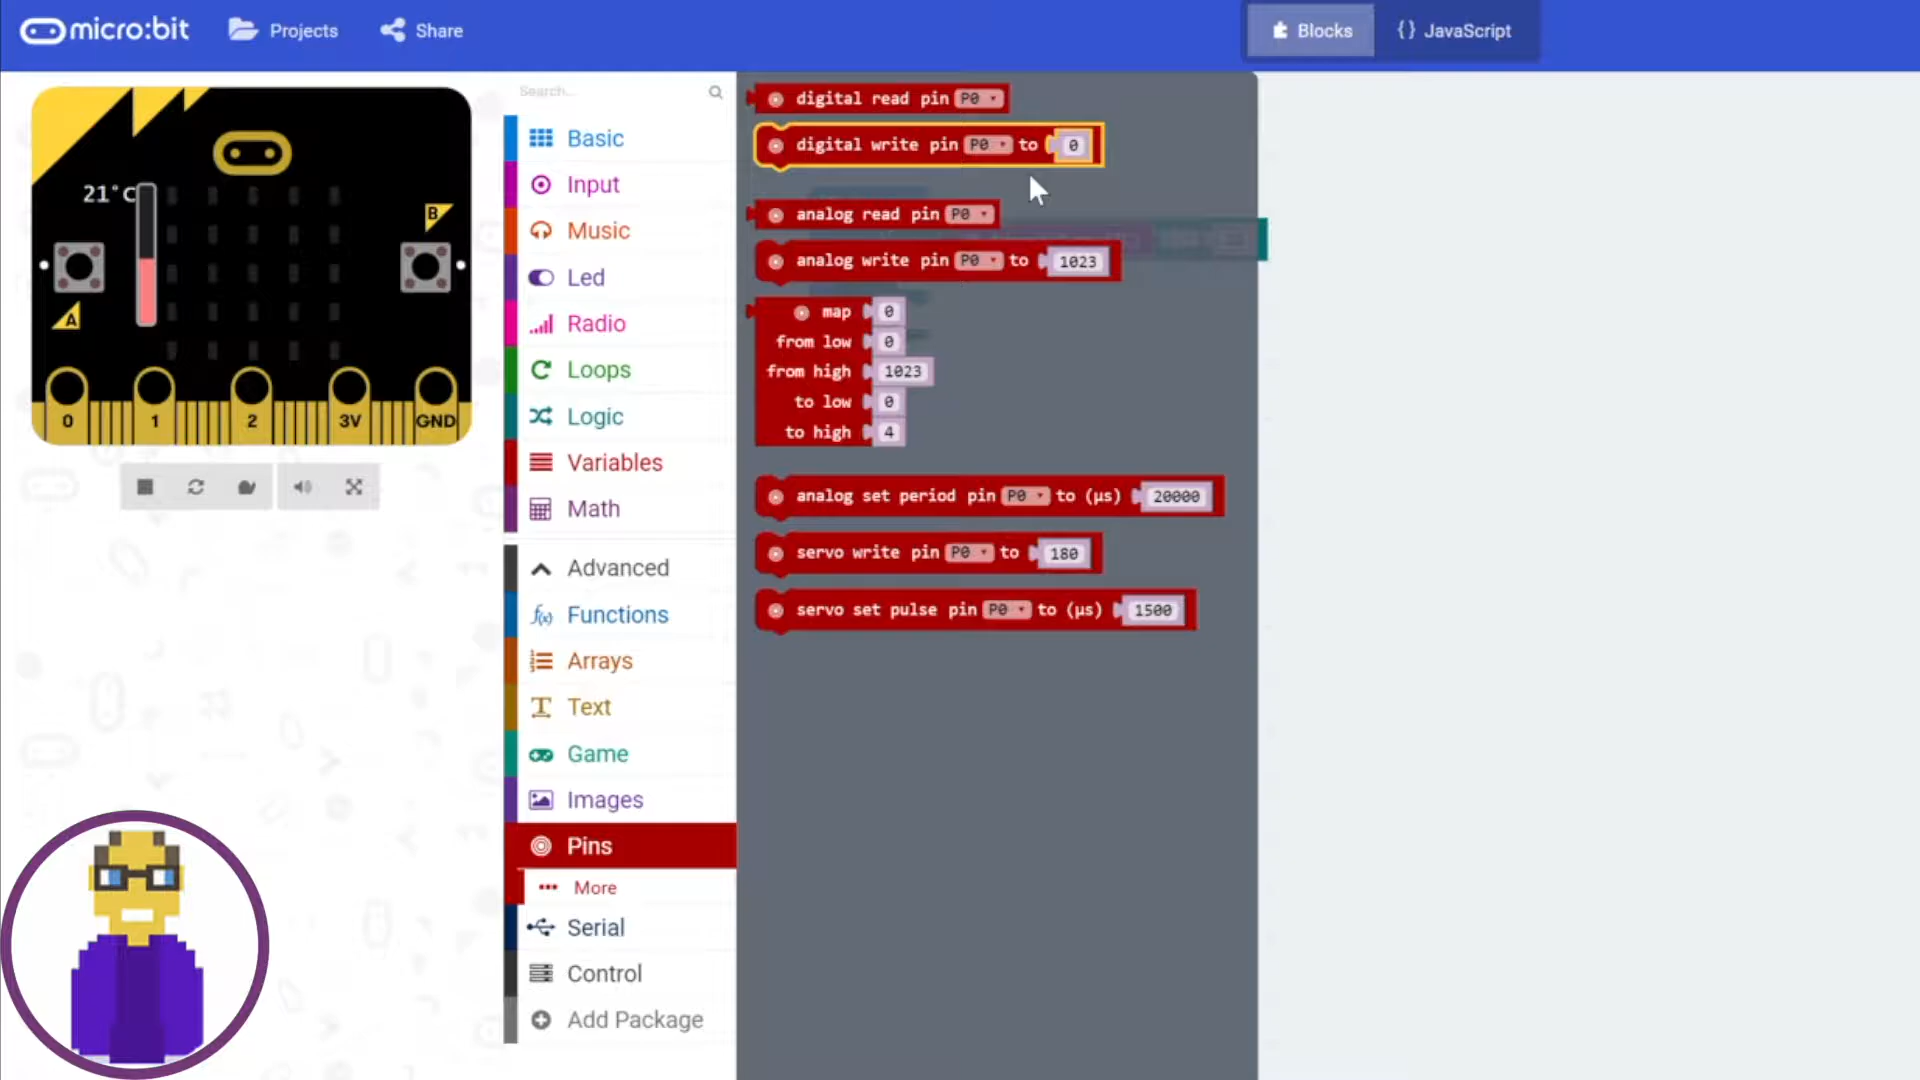 micro:bit Projects Share Blocks {} JavaScript
21°C
B
A
0 1 2 3V GND
Search...
Basic
Input
Music
Led
Radio
Loops
Logic
Variables
Math
Advanced
f(x) Functions
Arrays
Text
Game
Images
Pins
More
Serial
Control
Add Package
digital read pin P0
digital write pin P0 to 0
analog read pin P0
analog write pin P0 to 1023
map 0
from low 0
from high 1023
to low 0
to high 4
analog set period pin P0 to (µs) 20000
servo write pin P0 to 180
servo set pulse pin P0 to (µs) 1500